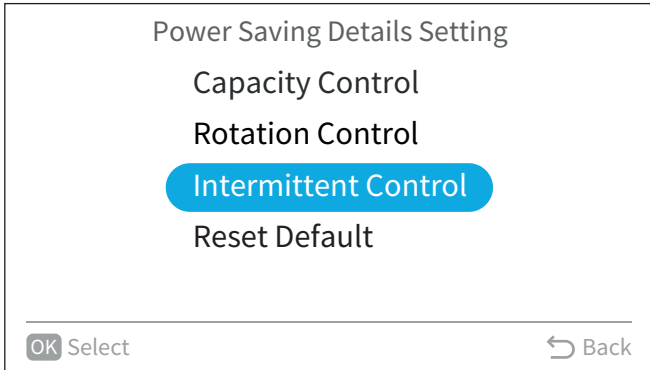 Power Saving Details Setting
Capacity Control
Rotation Control
Intermittent Control
Reset Default
OK Select
Back